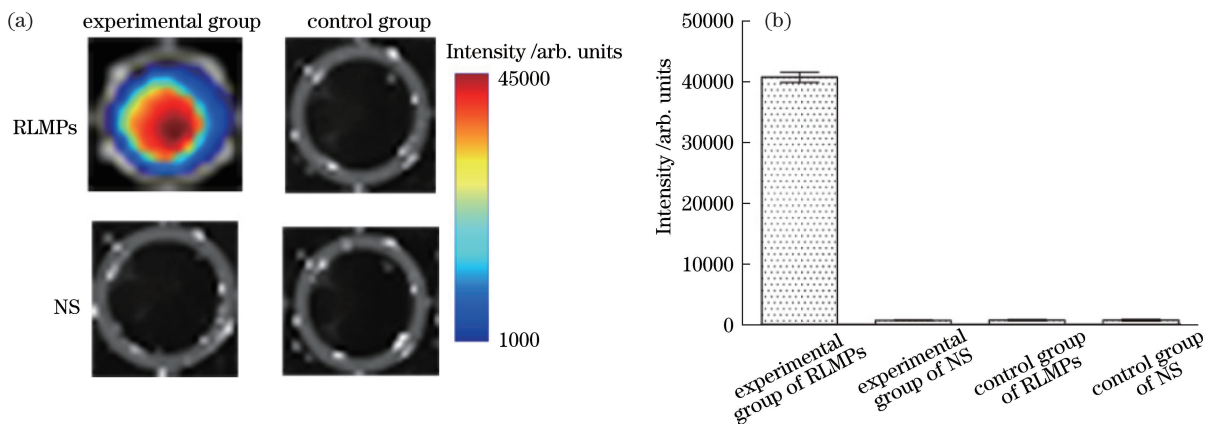 (a)
experimental group
control group
Intensity /arb. units
45000
1000
RLMPs
NS
(b)
Intensity /arb. units
50000
40000
30000
20000
10000
0
experimental
group of RLMPs
experimental
group of NS
control group
of RLMPs
control group
of NS